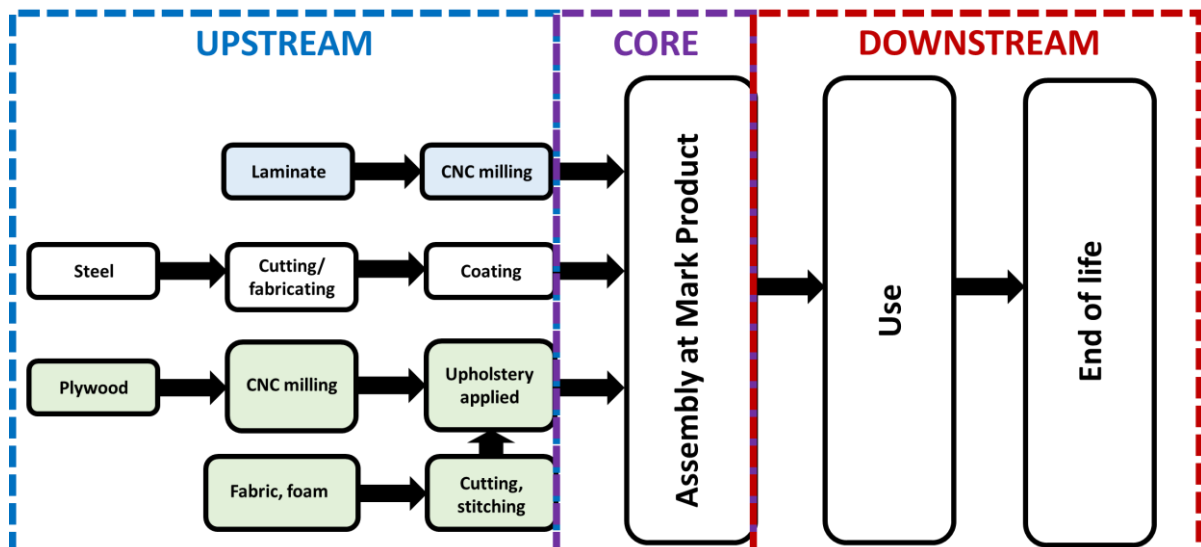 UPSTREAM
CORE
DOWNSTREAM
Laminate
CNC milling
Steel
Cutting/
fabricating
Coating
Plywood
CNC milling
Upholstery
applied
Fabric, foam
Cutting,
stitching
Assembly at Mark Product
Use
End of life